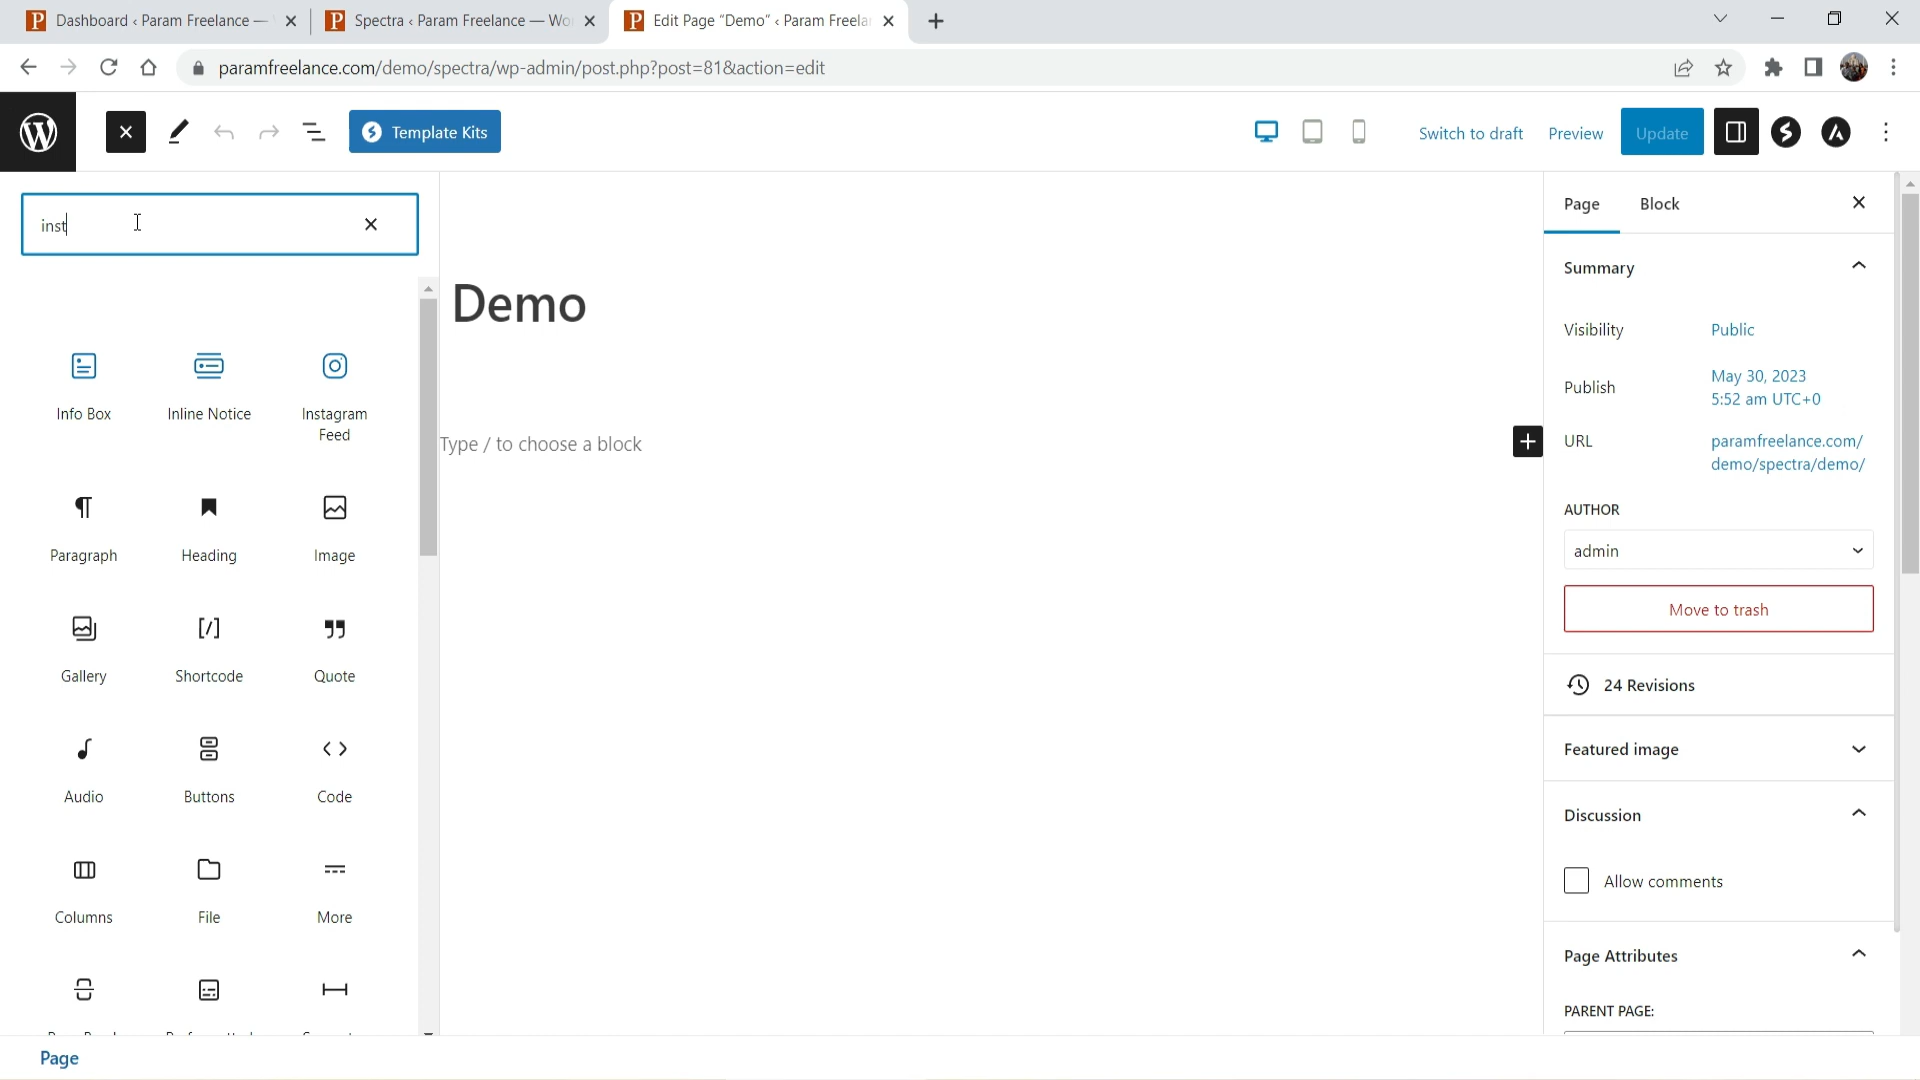 Dashboard ‹ Param Freelance —
Spectra ‹ Param Freelance — Wo
Edit Page “Demo” ‹ Param Freela
paramfreelance.com/demo/spectra/wp-admin/post.php?post=81&action=edit
Template Kits
Switch to draft
Preview
Update
inst
Info Box
Inline Notice
Instagram
Feed
Paragraph
Heading
Image
Gallery
Shortcode
Quote
Audio
Buttons
Code
Columns
File
More
Demo
Type / to choose a block
Page
Block
Summary
Visibility
Public
Publish
May 30, 2023
5:52 am UTC+0
URL
paramfreelance.com/
demo/spectra/demo/
AUTHOR
admin
Move to trash
24 Revisions
Featured image
Discussion
Allow comments
Page Attributes
PARENT PAGE:
Page